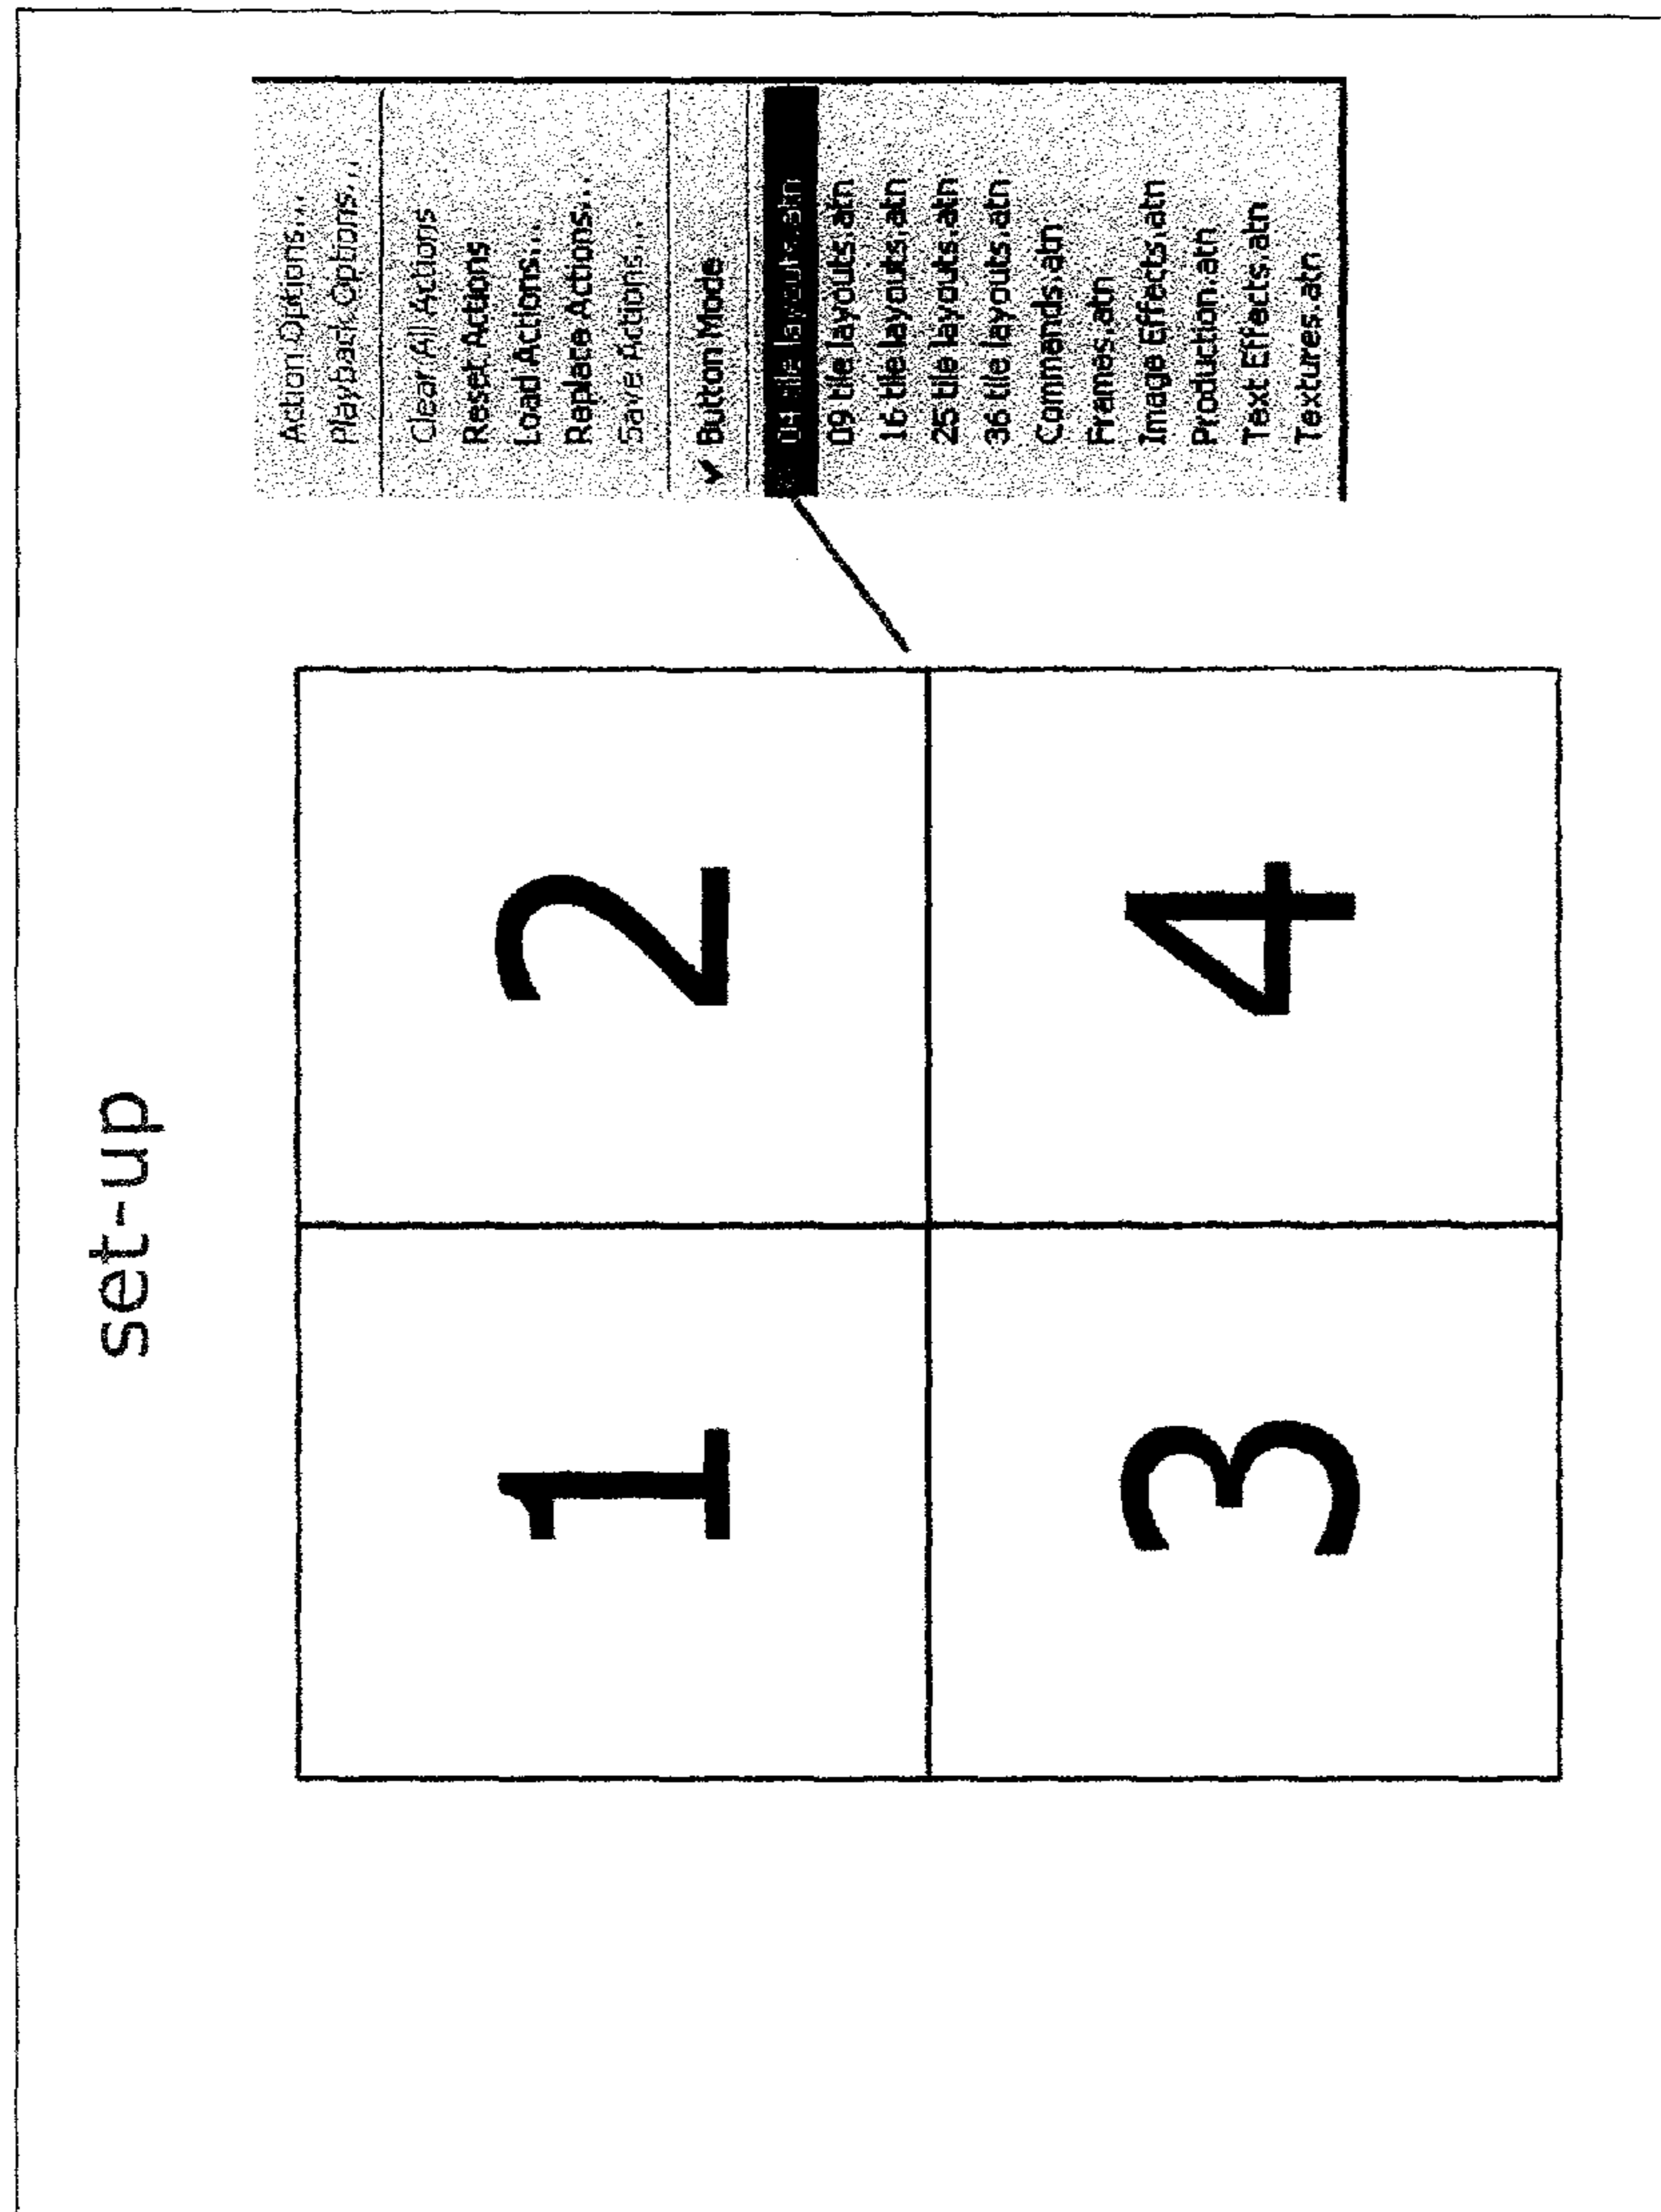 set-up
1
2
3
4
Action Options...
Playback Options...
Clear All Actions
Reset Actions
Load Actions...
Replace Actions...
Save Actions...
✓ Button Mode
04 tile layouts.atn
09 tile layouts.atn
16 tile layouts.atn
25 tile layouts.atn
36 tile layouts.atn
Commands.atn
Frames.atn
Image Effects.atn
Production.atn
Text Effects.atn
Textures.atn